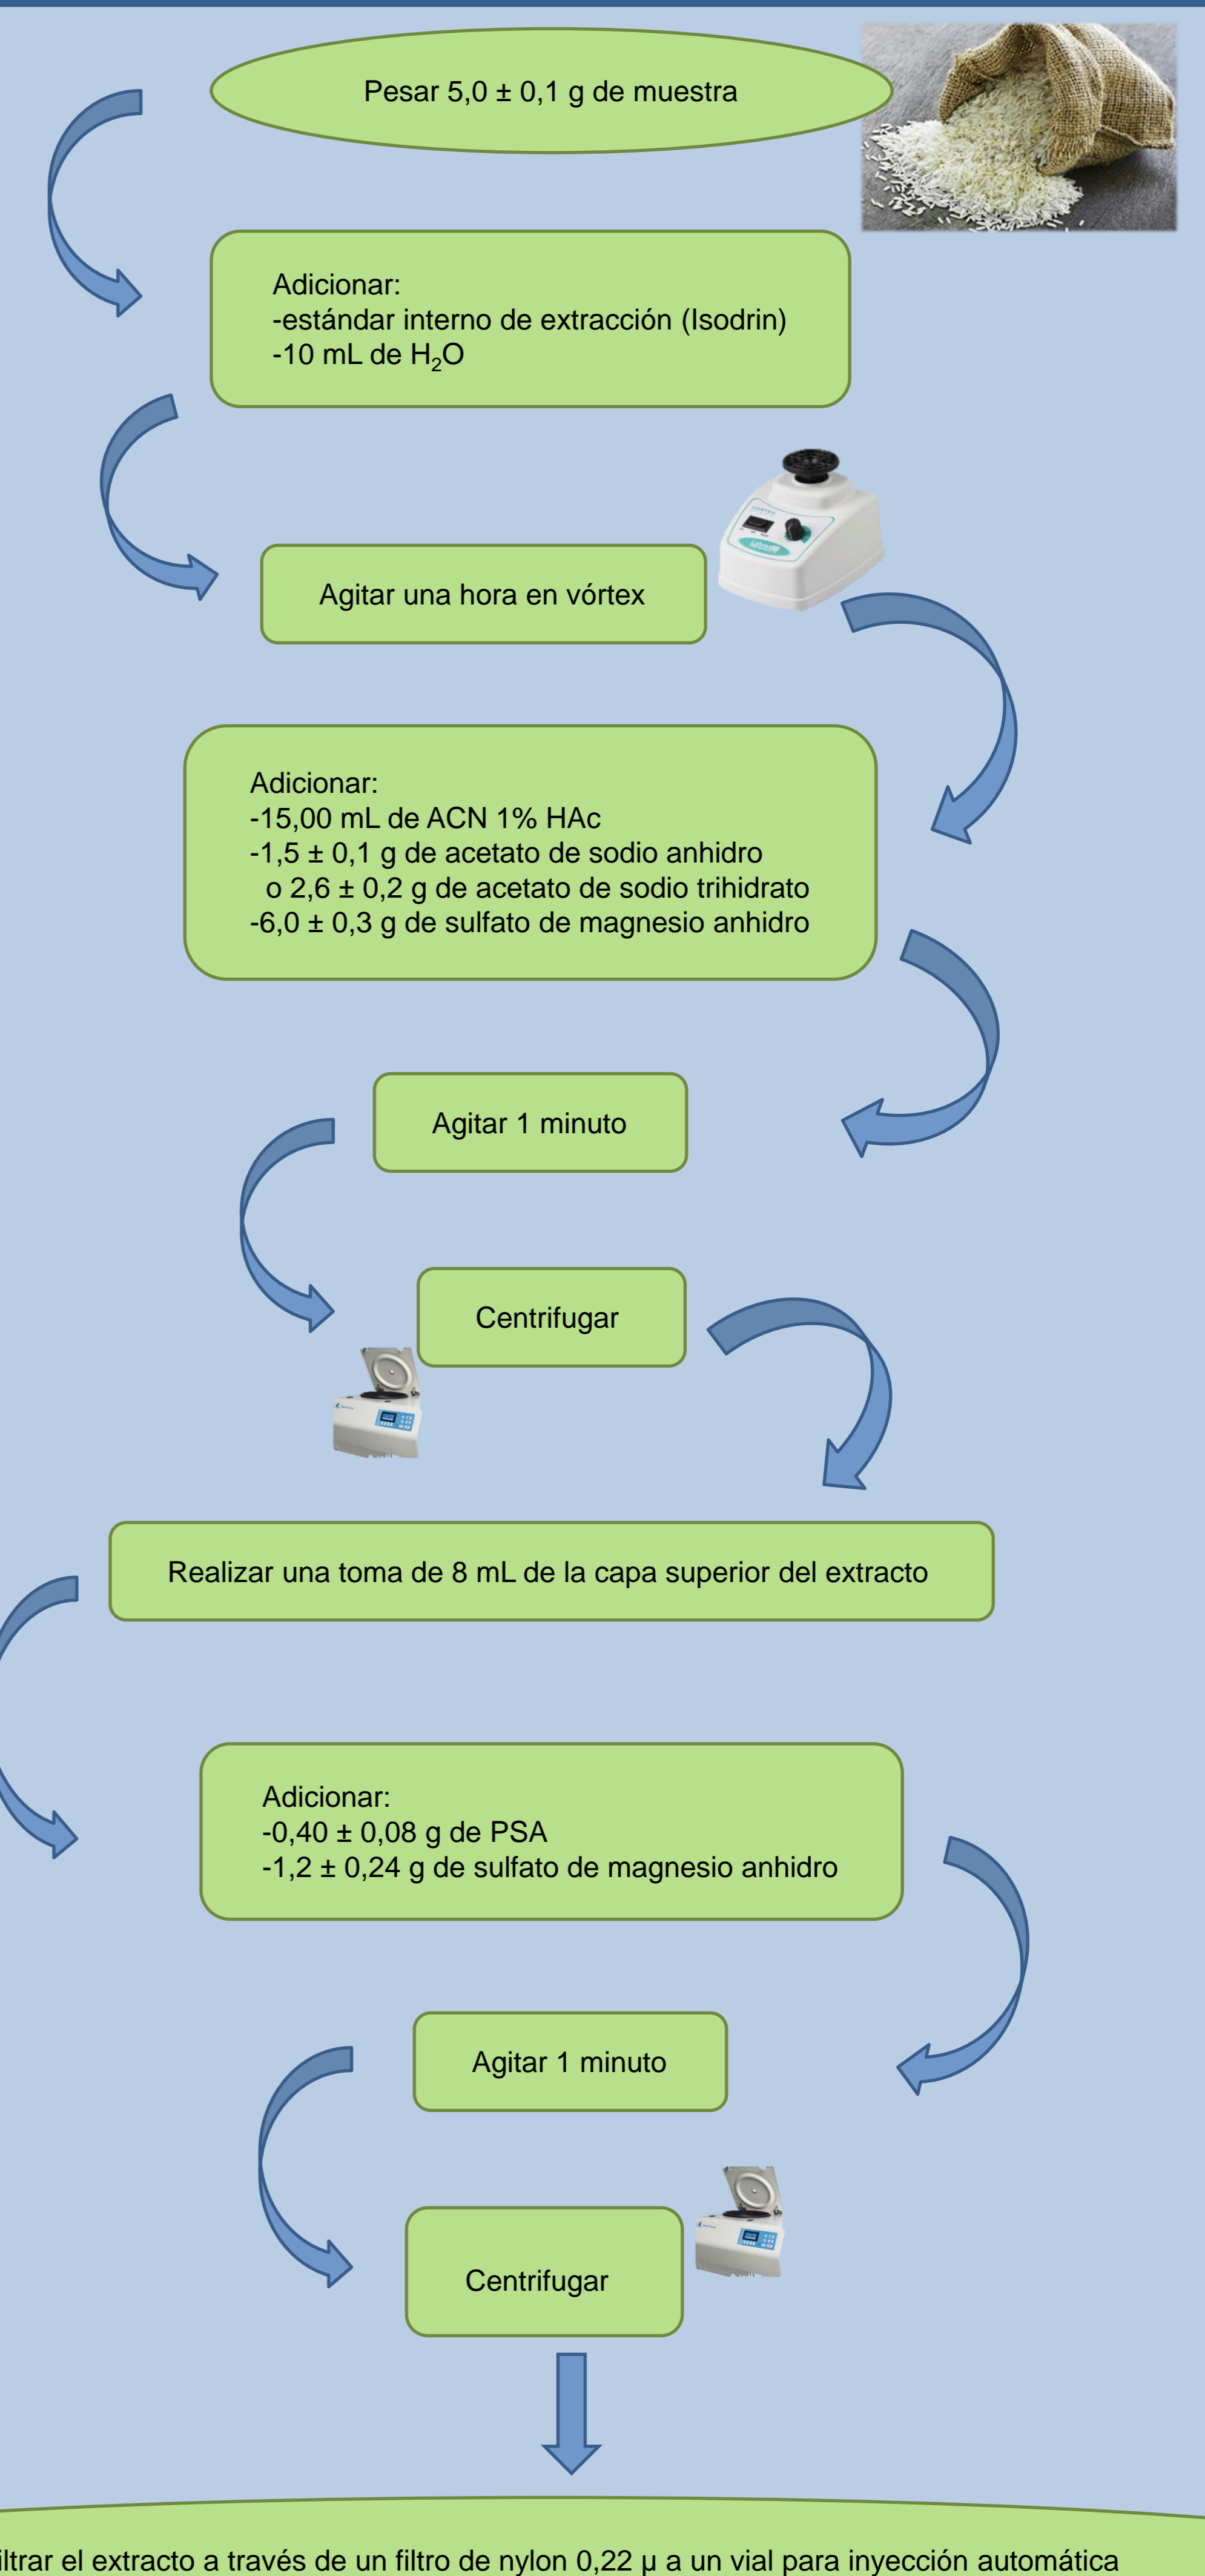 Pesar 5,0 ± 0,1 g de muestra
Adicionar:
-estándar interno de extracción (Isodrin)
-10 mL de H₂O
Agitar una hora en vórtex
Adicionar:
-15,00 mL de ACN 1% HAc
-1,5 ± 0,1 g de acetato de sodio anhidro
o 2,6 ± 0,2 g de acetato de sodio trihidrato
-6,0 ± 0,3 g de sulfato de magnesio anhidro
Agitar 1 minuto
Centrifugar
Realizar una toma de 8 mL de la capa superior del extracto
Adicionar:
-0,40 ± 0,08 g de PSA
-1,2 ± 0,24 g de sulfato de magnesio anhidro
Agitar 1 minuto
Centrifugar
iltrar el extracto a través de un filtro de nylon 0,22 µ a un vial para inyección automática